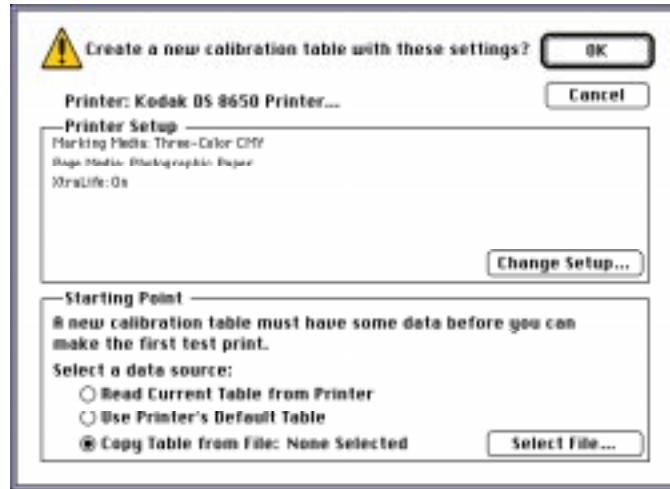 Create a new calibration table with these settings?
OK
Printer: Kodak DS 8650 Printer...
Cancel
Printer Setup
Marking Media: Three-Color CMY
Page Media: Photographic Paper
XtraLife: On
Change Setup...
Starting Point
A new calibration table must have some data before you can
make the first test print.
Select a data source:
Read Current Table from Printer
Use Printer's Default Table
Copy Table from File: None Selected
Select File...